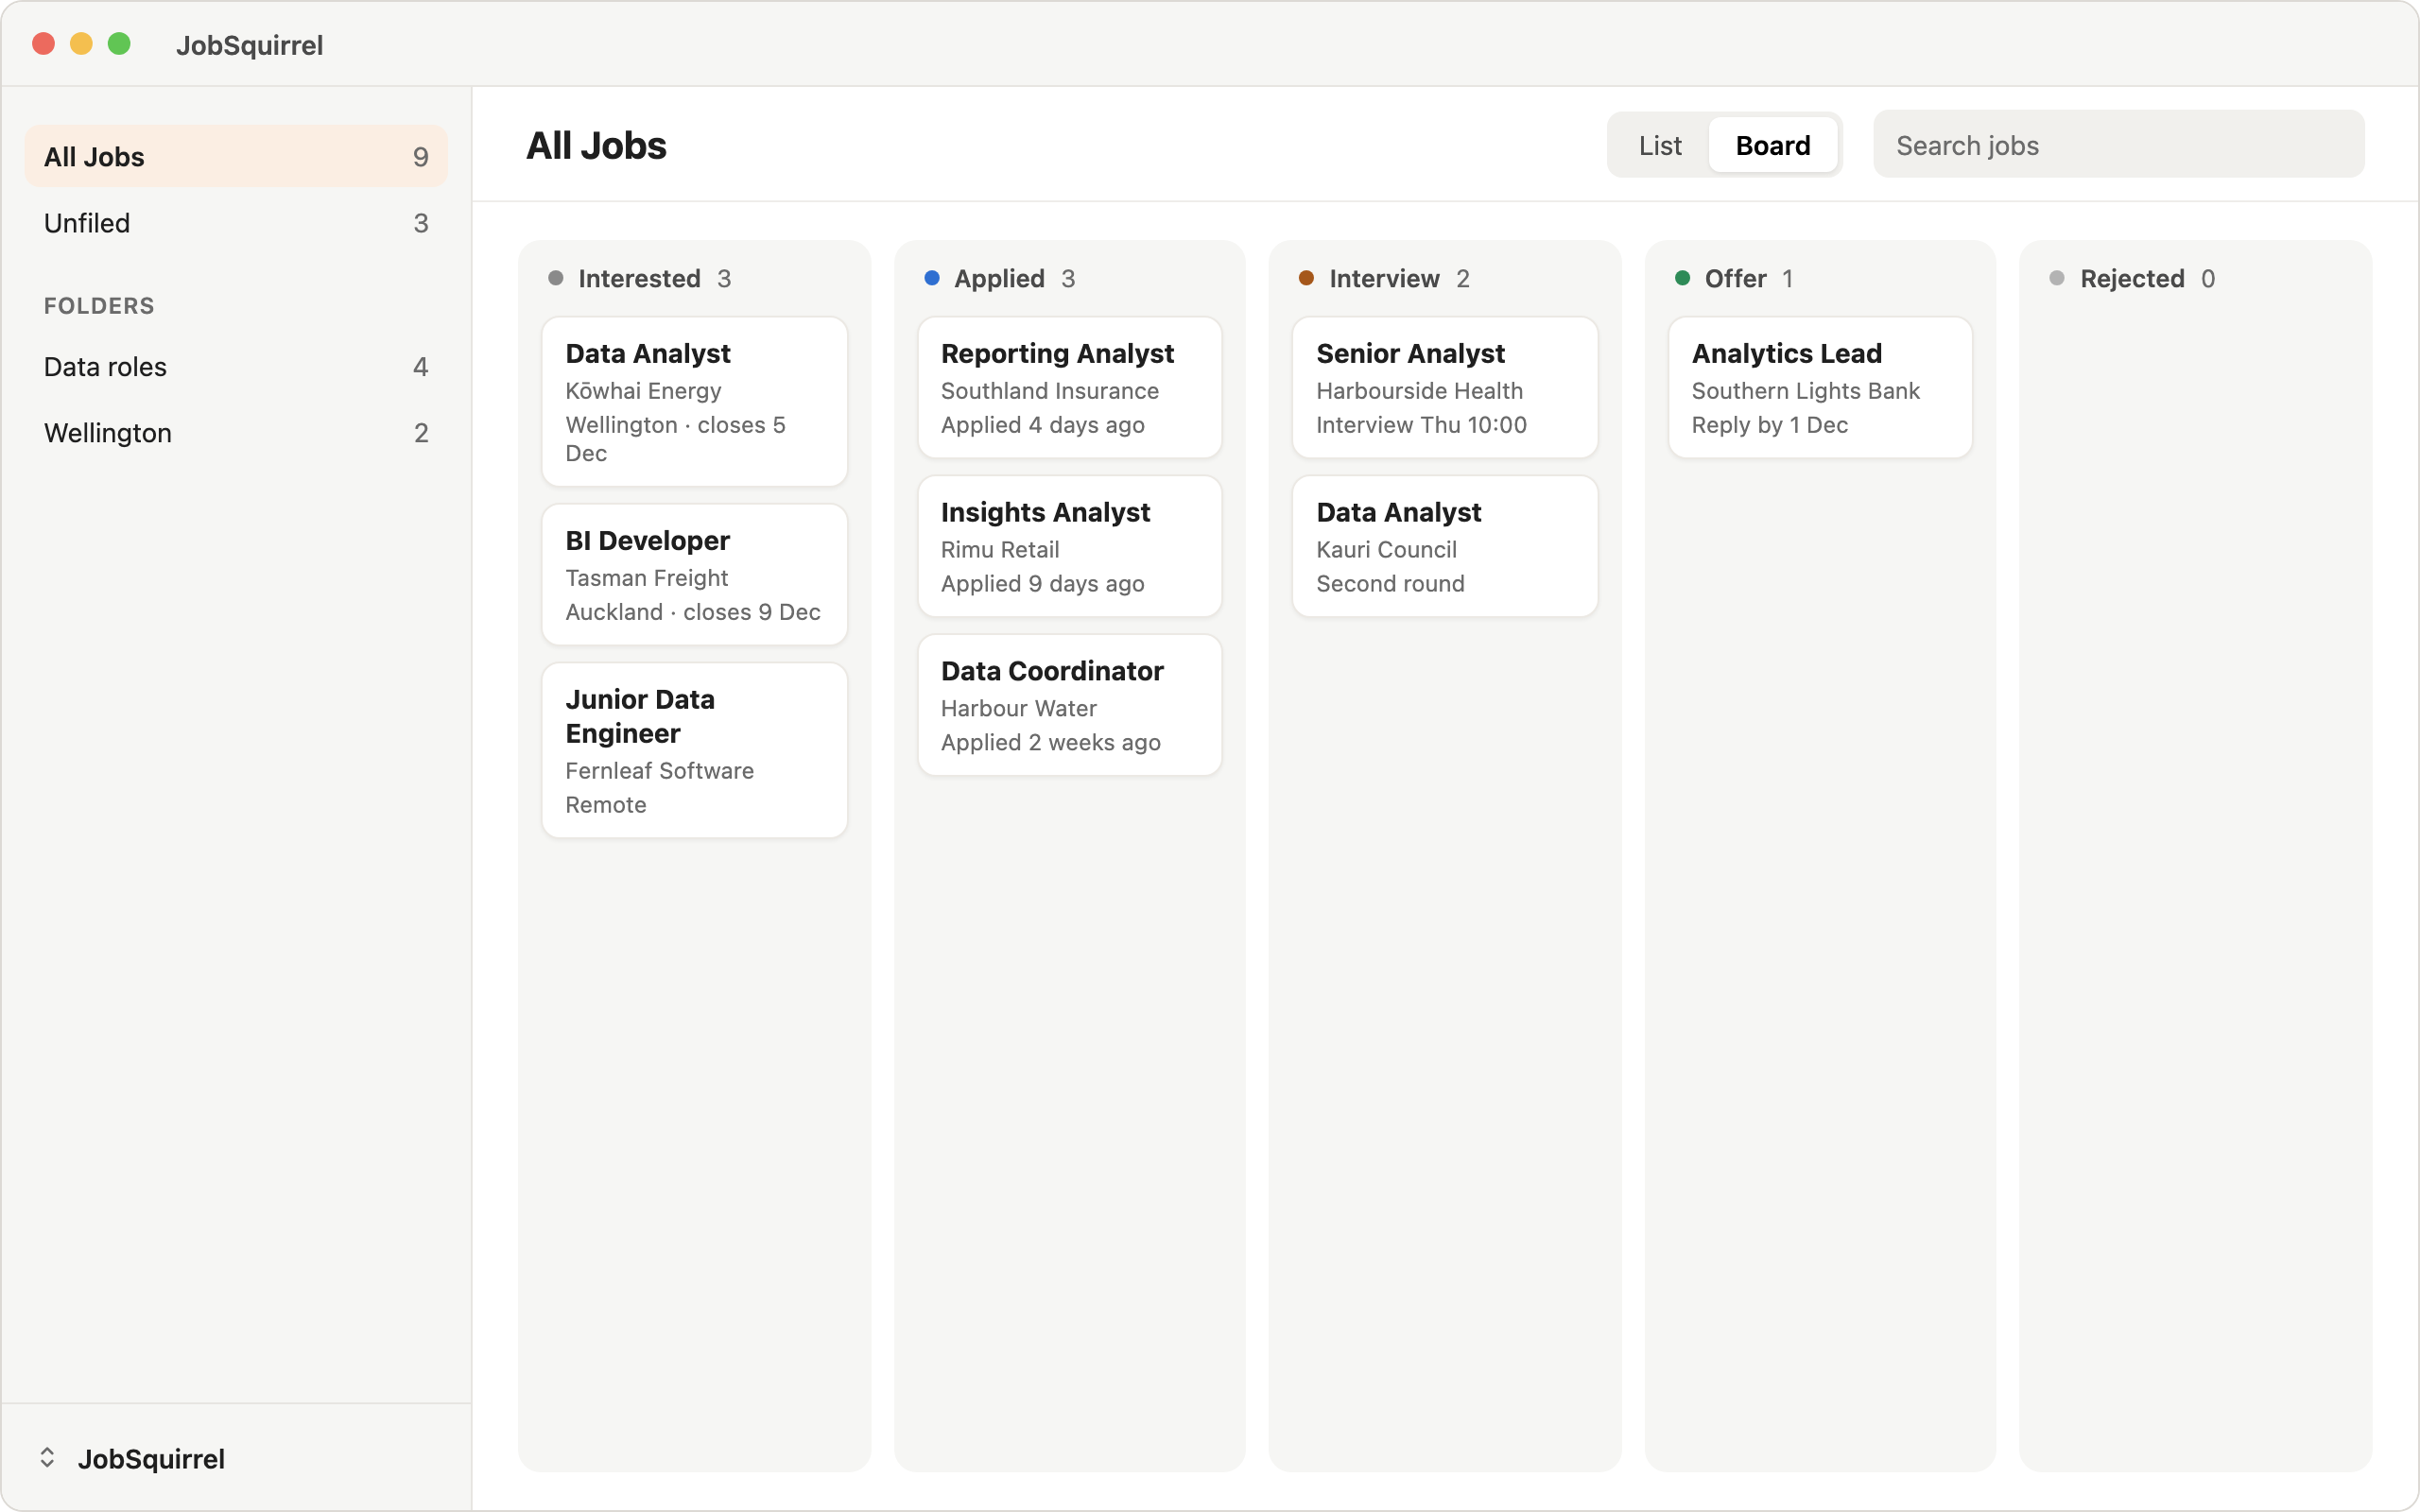 JobSquirrel
All Jobs 9
Unfiled 3
FOLDERS
Data roles 4
Wellington 2
JobSquirrel
All Jobs
List
Board
Search jobs
Interested 3
Data Analyst
Kōwhai Energy
Wellington · closes 5
Dec
BI Developer
Tasman Freight
Auckland · closes 9 Dec
Junior Data
Engineer
Fernleaf Software
Remote
Applied 3
Reporting Analyst
Southland Insurance
Applied 4 days ago
Insights Analyst
Rimu Retail
Applied 9 days ago
Data Coordinator
Harbour Water
Applied 2 weeks ago
Interview 2
Senior Analyst
Harbourside Health
Interview Thu 10:00
Data Analyst
Kauri Council
Second round
Offer 1
Analytics Lead
Southern Lights Bank
Reply by 1 Dec
Rejected 0